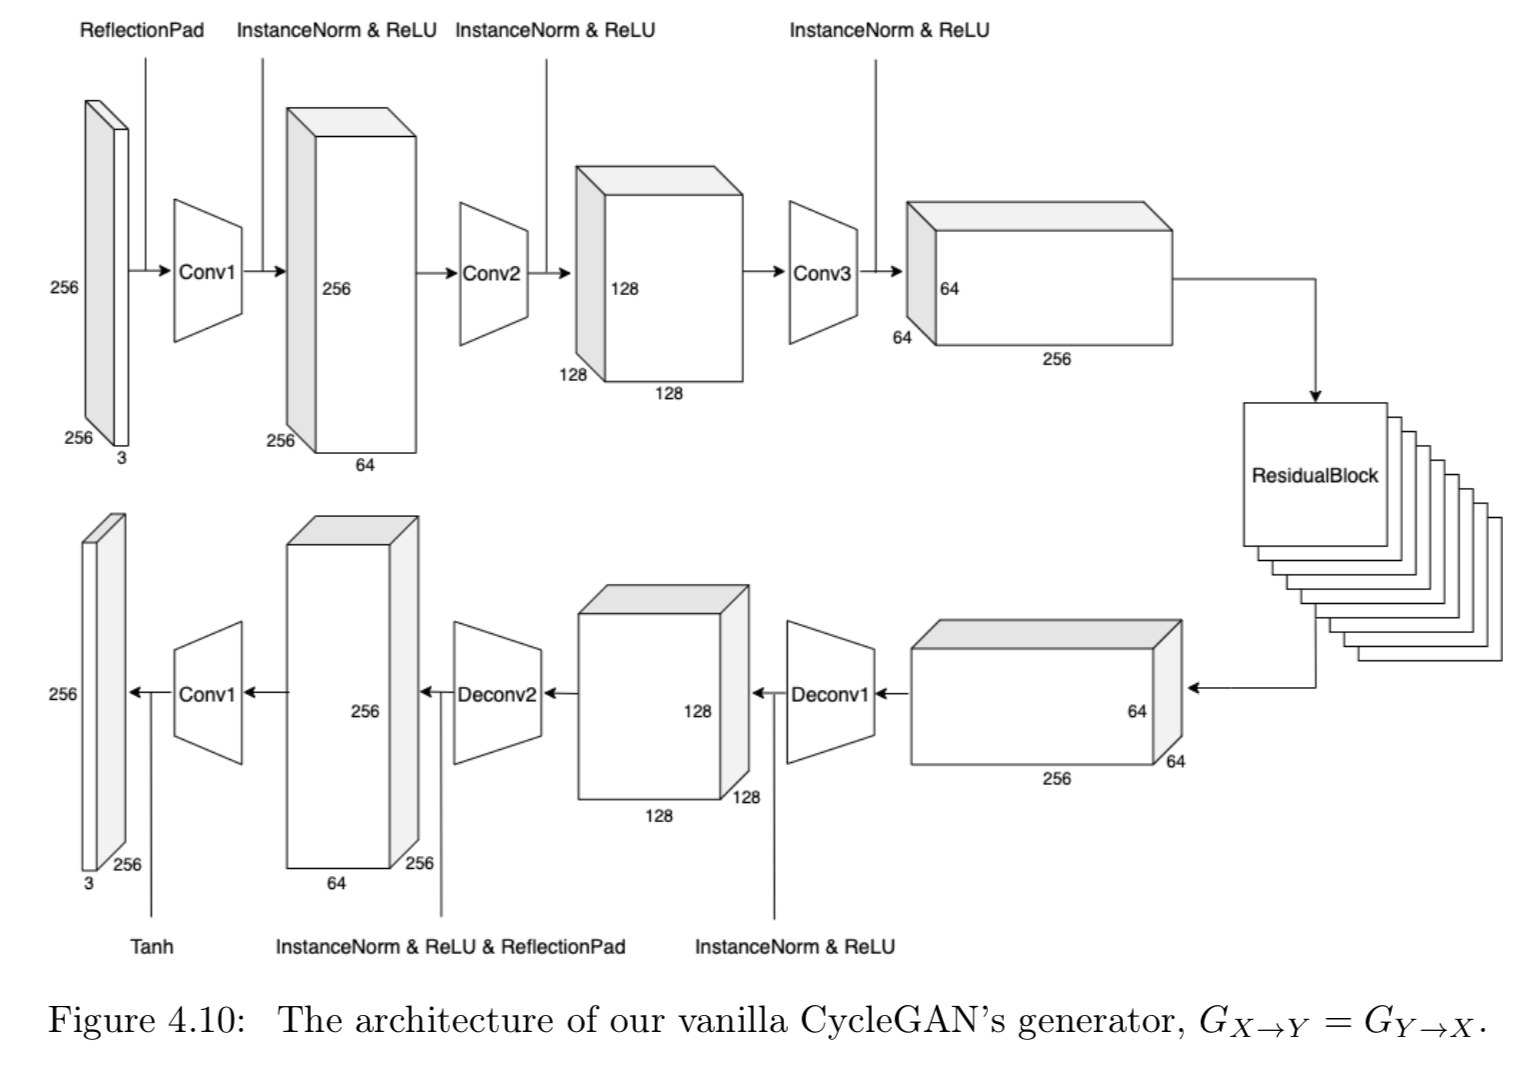 ReflectionPad InstanceNorm & ReLU InstanceNorm & ReLU InstanceNorm & ReLU
256
256
3
Conv1
256
256
64
Conv2
128
128
128
Conv3
64
64
256
ResidualBlock
64
64
256
Deconv1
128
128
128
Deconv2
256
256
64
Conv1
256
256
3
Tanh InstanceNorm & ReLU & ReflectionPad InstanceNorm & ReLU
Figure 4.10: The architecture of our vanilla CycleGAN's generator, G_{X→Y} = G_{Y→X}.